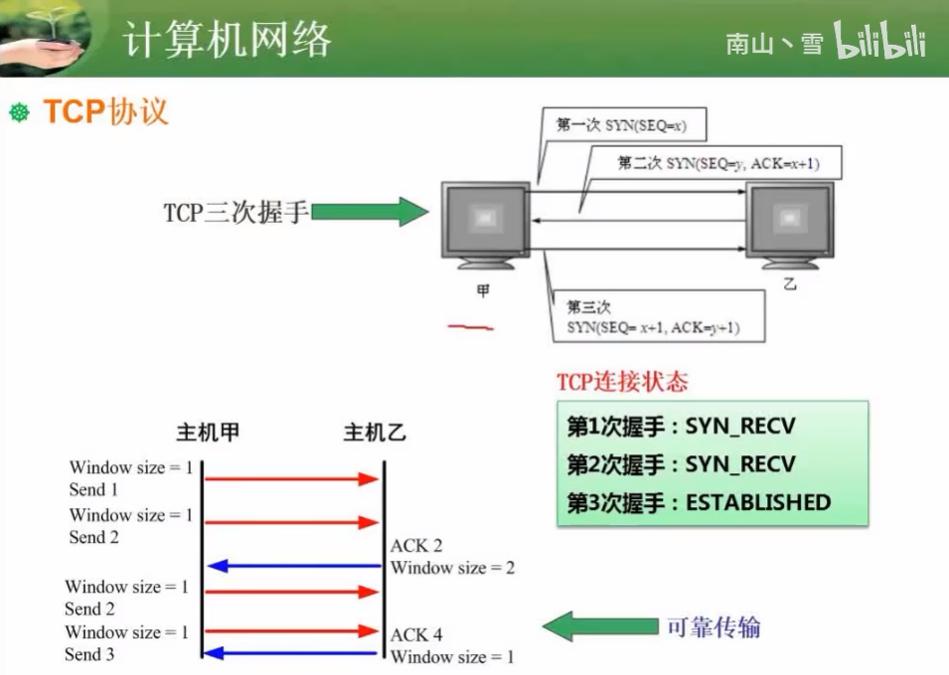 计算机网络
南山丶雪 bilibili
TCP协议
第一次 SYN(SEQ=x)
第二次 SYN(SEQ=y, ACK=x+1)
TCP三次握手
甲
乙
第三次
SYN(SEQ= x+1, ACK=y+1)
TCP连接状态
第1次握手：SYN_RECV
第2次握手：SYN_RECV
第3次握手：ESTABLISHED
主机甲
主机乙
Window size = 1
Send 1
Window size = 1
Send 2
ACK 2
Window size = 2
Window size = 1
Send 2
Window size = 1
Send 3
ACK 4
Window size = 1
可靠传输